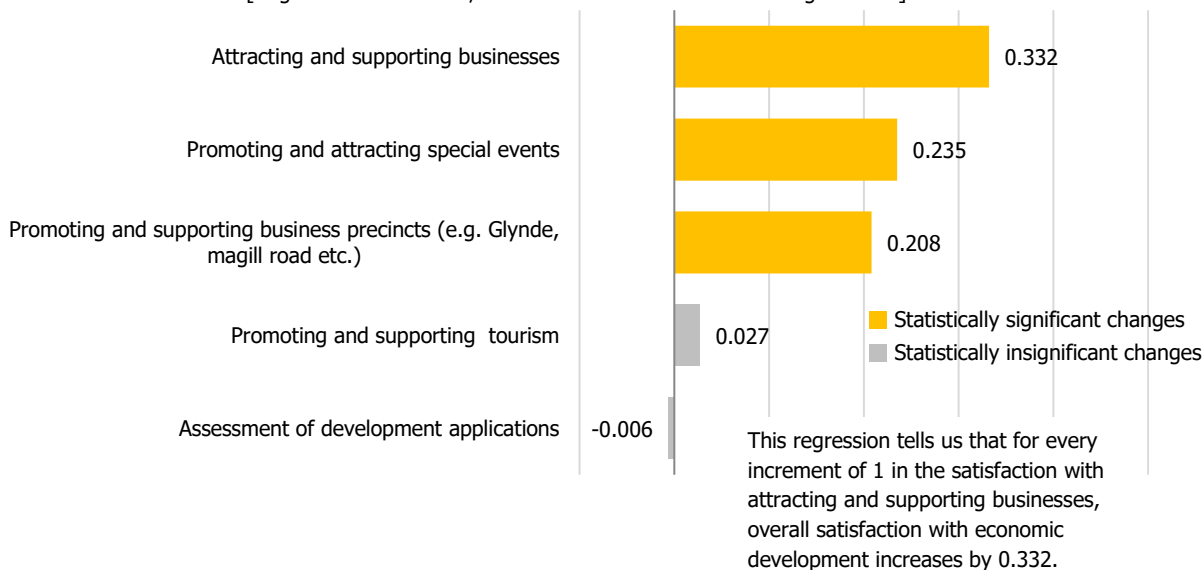 Attracting and supporting businesses
0.332
Promoting and attracting special events
0.235
Promoting and supporting business precincts (e.g. Glynde,
magill road etc.)
0.208
Promoting and supporting  tourism
0.027
Statistically significant changes
Statistically insignificant changes
Assessment of development applications
-0.006
This regression tells us that for every
increment of 1 in the satisfaction with
attracting and supporting businesses,
overall satisfaction with economic
development increases by 0.332.